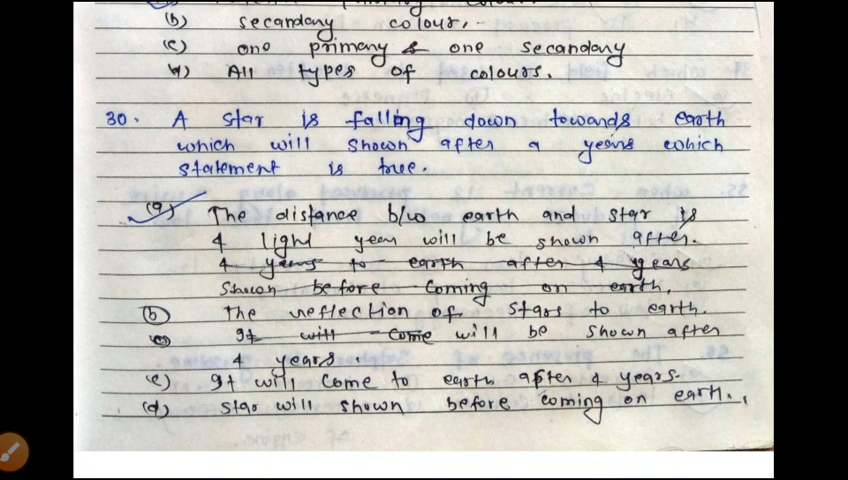 (b) secandary colour.
(c) one primary & one secandary
(d) All types of colours.
30. A star is falling down towards earth
which will shown after a years which
statement is true.
(a) The distance b/w earth and star is
4 light year will be shown after.
4 years to earth after 4 years
shown before coming on earth.
(b) The reflection of stars to earth.
(c) It will come will be shown after
4 years.
(c) It will come to earth after 4 years.
(d) star will shown before coming on earth.